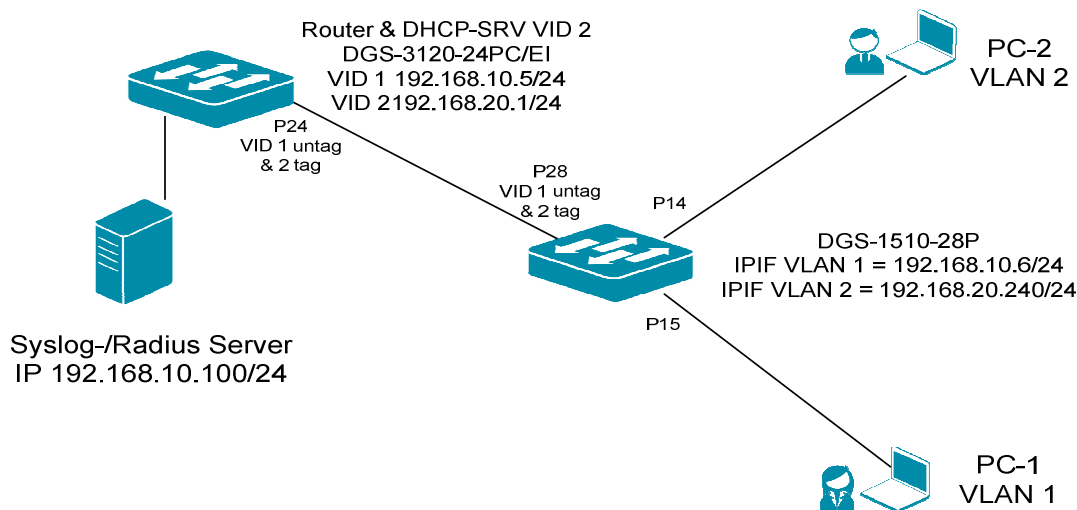 Router & DHCP-SRV VID 2
DGS-3120-24PC/EI
VID 1 192.168.10.5/24
VID 2192.168.20.1/24
PC-2
VLAN 2
P24
VID 1 untag
& 2 tag
P28
VID 1 untag
& 2 tag
P14
DGS-1510-28P
IPIF VLAN 1 = 192.168.10.6/24
IPIF VLAN 2 = 192.168.20.240/24
P15
Syslog-/Radius Server
IP 192.168.10.100/24
PC-1
VLAN 1